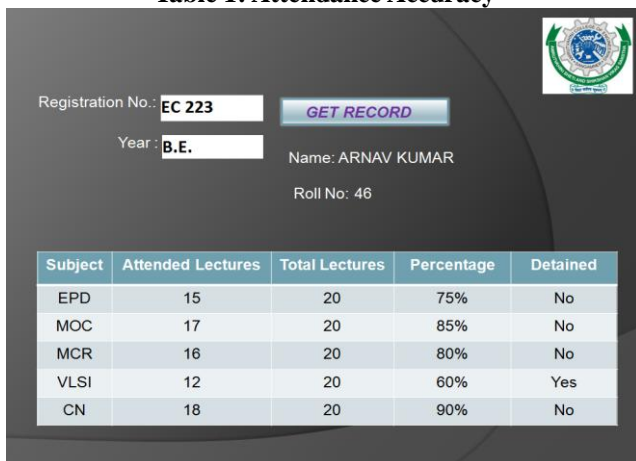 Table 1: Attendance Accuracy
Registration No.: EC 223
GET RECORD
Year : B.E.
Name: ARNAV KUMAR
Roll No: 46
Subject Attended Lectures Total Lectures Percentage Detained
EPD 15 20 75% No
MOC 17 20 85% No
MCR 16 20 80% No
VLSI 12 20 60% Yes
CN 18 20 90% No